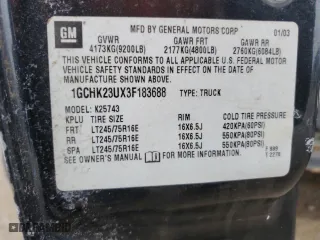 GM
MFD BY GENERAL MOTORS CORP 01/03
GVWR GAWR FRT GAWR RR
4173KG(9200LB) 2177KG(4800LB) 2760KG(6084LB)
THIS VEHICLE CONFORMS TO ALL APPLICABLE U.S. FEDERAL MOTOR
VEHICLE SAFETY STANDARDS IN EFFECT ON THE DATE OF
MANUFACTURE SHOWN ABOVE.
1GCHK23UX3F183688 TYPE: TRUCK
MODEL: K25743
KPLU TIRE SIZE RIM COLD TIRE PRESSURE
FRT LT245/75R16E 16X6.5J 420KPA(60PSI)
RR LT245/75R16E 16X6.5J 550KPA(80PSI)
SPA LT245/75R16E 16X6.5J 550KPA(80PSI)
SEE OWNER'S MANUAL FOR MORE INFORMATION.